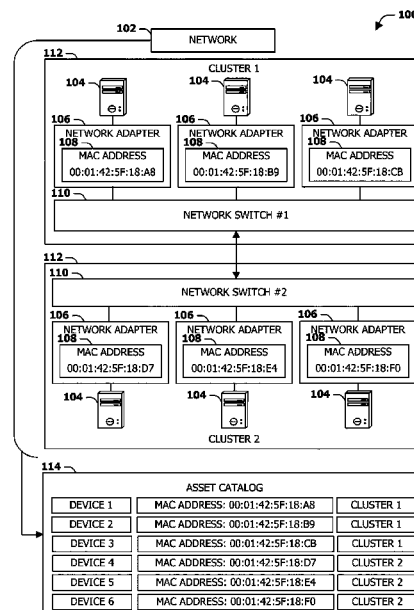 100
102
NETWORK
112
CLUSTER 1
104 104 104
106 106 106
NETWORK ADAPTER NETWORK ADAPTER NETWORK ADAPTER
108 108 108
MAC ADDRESS MAC ADDRESS MAC ADDRESS
00:01:42:5F:18:A8 00:01:42:5F:18:B9 00:01:42:5F:18:CB
110
NETWORK SWITCH #1
112
110
NETWORK SWITCH #2
106 106 106
NETWORK ADAPTER NETWORK ADAPTER NETWORK ADAPTER
108 108 108
MAC ADDRESS MAC ADDRESS MAC ADDRESS
00:01:42:5F:18:D7 00:01:42:5F:18:E4 00:01:42:5F:18:F0
104 104 104
CLUSTER 2
114
ASSET CATALOG
DEVICE 1 MAC ADDRESS: 00:01:42:5F:18:A8 CLUSTER 1
DEVICE 2 MAC ADDRESS: 00:01:42:5F:18:B9 CLUSTER 1
DEVICE 3 MAC ADDRESS: 00:01:42:5F:18:CB CLUSTER 1
DEVICE 4 MAC ADDRESS: 00:01:42:5F:18:D7 CLUSTER 2
DEVICE 5 MAC ADDRESS: 00:01:42:5F:18:E4 CLUSTER 2
DEVICE 6 MAC ADDRESS: 00:01:42:5F:18:F0 CLUSTER 2